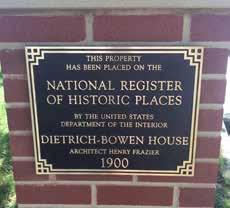 THIS PROPERTY
HAS BEEN PLACED ON THE
NATIONAL REGISTER
OF HISTORIC PLACES
BY THE UNITED STATES
DEPARTMENT OF THE INTERIOR
DIETRICH-BOWEN HOUSE
ARCHITECT HENRY FRAZIER
1900